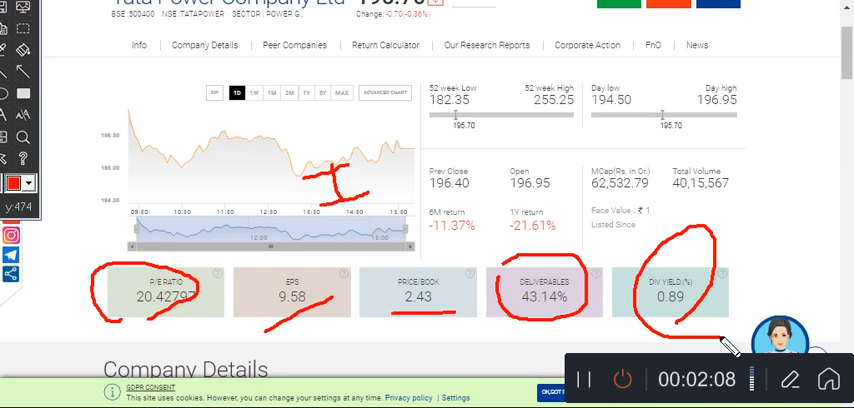 Tata Power Company Ltd
BSE :500400 NSE :TATAPOWER SECTOR : POWER G..
Change: -0.70(-0.36%)
Info Company Details Peer Companies Return Calculator Our Research Reports Corporate Action FnO News
SIP 1D 1W 1M 3M 1Y 5Y MAX ADVANCED CHART
198.00
196.00
194.00
09:00 10:00 11:00 12:00 13:00 14:00 15:00
12:00 15:00
52 week Low 52 week High
182.35 255.25
195.70
Day low Day high
194.50 196.95
195.70
Prev Close Open
196.40 196.95
6M return 1Y return
-11.37% -21.61%
MCap(Rs. in Cr.) Total Volume
62,532.79 40,15,567
Face Value : ₹ 1
Listed Since
P/E RATIO
20.42797
EPS
9.58
PRICE/BOOK
2.43
DELIVERABLES
43.14%
DIV YIELD.(%)
0.89
Company Details
GDPR CONSENT
This site uses cookies. However, you can change your settings at any time. Privacy policy | Settings
OK,GOT
00:02:08
y:474